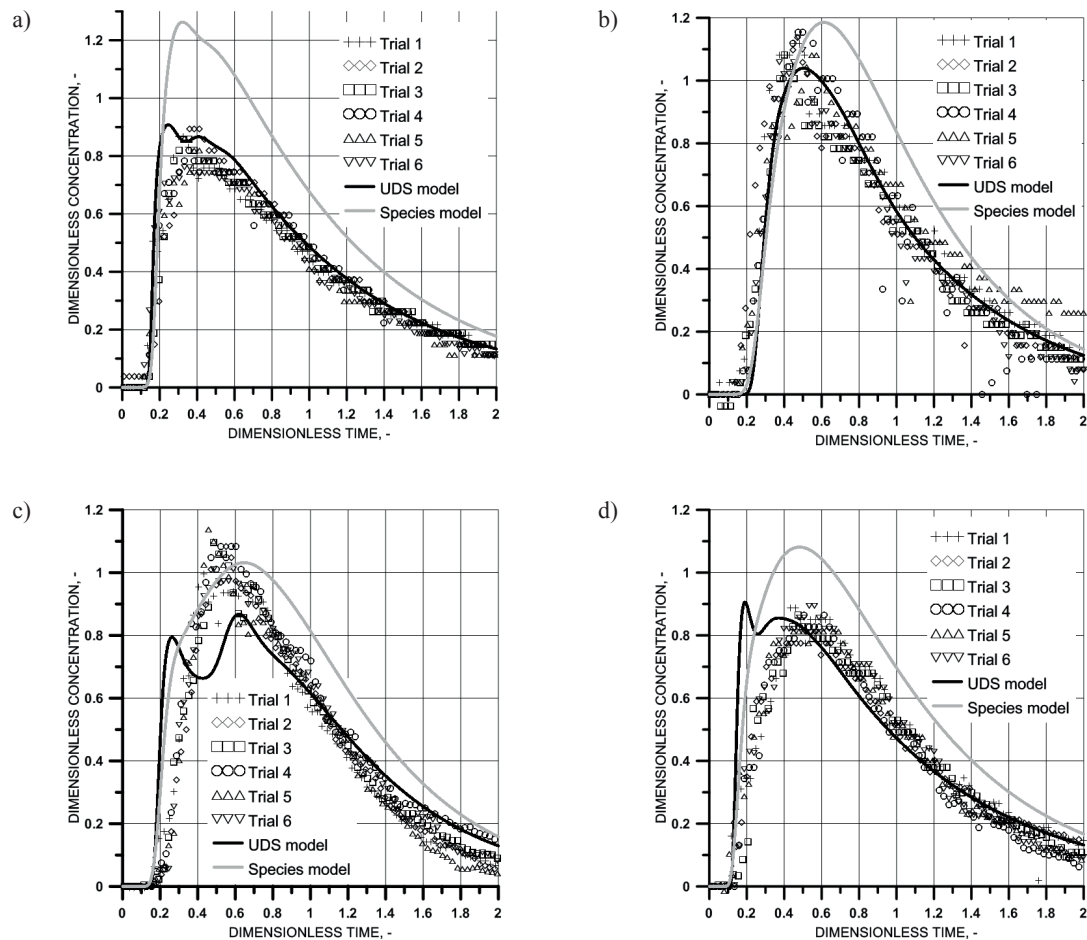 a)
1.2
1
0.8
0.6
0.4
0.2
0
DIMENSIONLESS CONCENTRATION, -
Trial 1
Trial 2
Trial 3
Trial 4
Trial 5
Trial 6
UDS model
Species model
0 0.2 0.4 0.6 0.8 1 1.2 1.4 1.6 1.8 2
DIMENSIONLESS TIME, -
b)
1.2
1
0.8
0.6
0.4
0.2
0
DIMENSIONLESS CONCENTRATION, -
Trial 1
Trial 2
Trial 3
Trial 4
Trial 5
Trial 6
UDS model
Species model
0 0.2 0.4 0.6 0.8 1 1.2 1.4 1.6 1.8 2
DIMENSIONLESS TIME, -
c)
1.2
1
0.8
0.6
0.4
0.2
0
DIMENSIONLESS CONCENTRATION, -
Trial 1
Trial 2
Trial 3
Trial 4
Trial 5
Trial 6
UDS model
Species model
0 0.2 0.4 0.6 0.8 1 1.2 1.4 1.6 1.8 2
DIMENSIONLESS TIME, -
d)
1.2
1
0.8
0.6
0.4
0.2
0
DIMENSIONLESS CONCENTRATION, -
Trial 1
Trial 2
Trial 3
Trial 4
Trial 5
Trial 6
UDS model
Species model
0 0.2 0.4 0.6 0.8 1 1.2 1.4 1.6 1.8 2
DIMENSIONLESS TIME, -